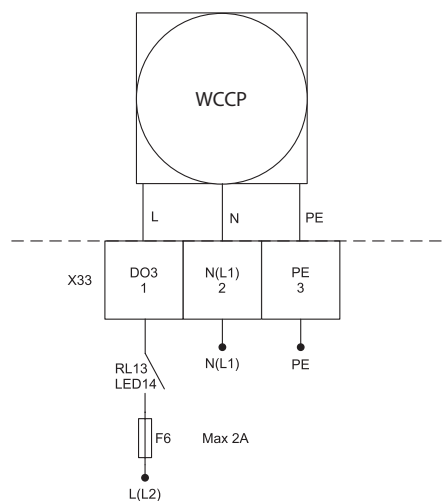 WCCP
L N PE
X33
DO3 N(L1) PE
1 2 3
RL13 N(L1) PE
LED14
F6 Max 2A
L(L2)